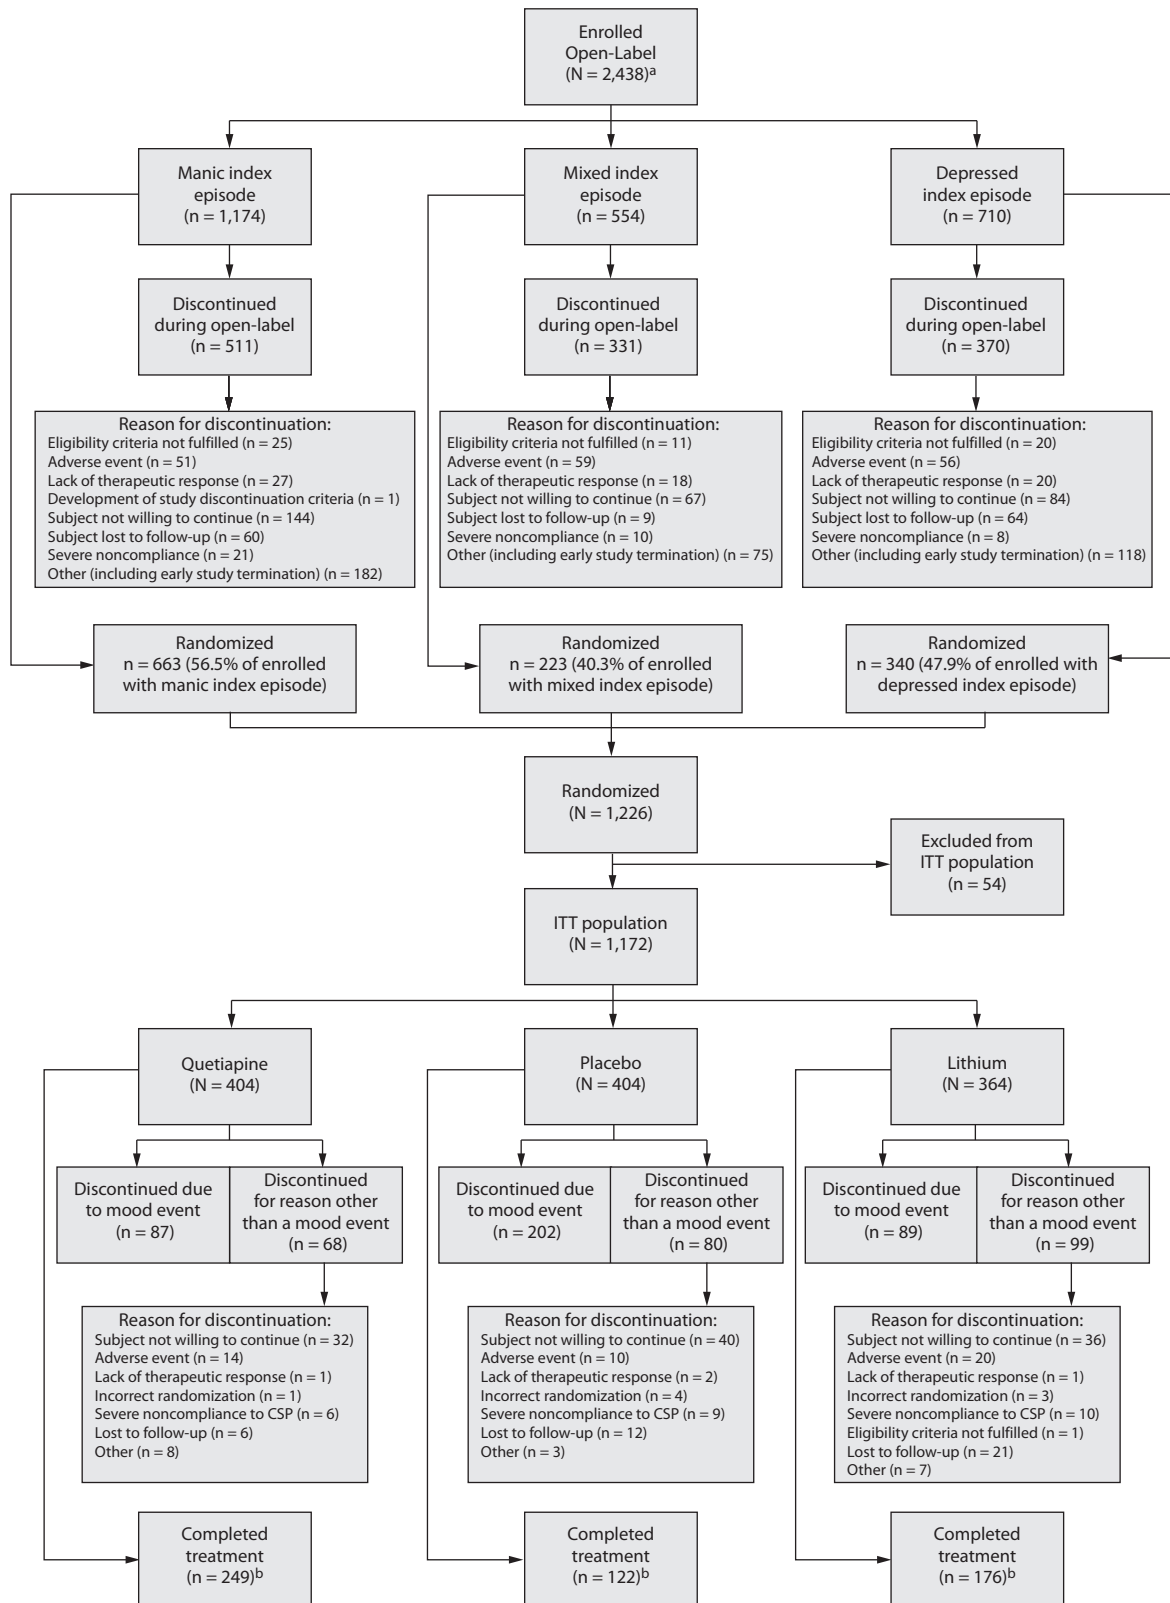 Enrolled
Open-Label
(N = 2,438)a
Manic index
episode
(n = 1,174)
Mixed index
episode
(n = 554)
Depressed
index episode
(n = 710)
Discontinued
during open-label
(n = 511)
Discontinued
during open-label
(n = 331)
Discontinued
during open-label
(n = 370)
Reason for discontinuation:
Eligibility criteria not fulfilled (n = 25)
Adverse event (n = 51)
Lack of therapeutic response (n = 27)
Development of study discontinuation criteria (n = 1)
Subject not willing to continue (n = 144)
Subject lost to follow-up (n = 60)
Severe noncompliance (n = 21)
Other (including early study termination) (n = 182)
Reason for discontinuation:
Eligibility criteria not fulfilled (n = 11)
Adverse event (n = 59)
Lack of therapeutic response (n = 18)
Subject not willing to continue (n = 67)
Subject lost to follow-up (n = 9)
Severe noncompliance (n = 10)
Other (including early study termination) (n = 75)
Reason for discontinuation:
Eligibility criteria not fulfilled (n = 20)
Adverse event (n = 56)
Lack of therapeutic response (n = 20)
Subject not willing to continue (n = 84)
Subject lost to follow-up (n = 64)
Severe noncompliance (n = 8)
Other (including early study termination) (n = 118)
Randomized
n = 663 (56.5% of enrolled
with manic index episode)
Randomized
n = 223 (40.3% of enrolled
with mixed index episode)
Randomized
n = 340 (47.9% of enrolled with
depressed index episode)
Randomized
(N = 1,226)
Excluded from
ITT population
(n = 54)
ITT population
(N = 1,172)
Quetiapine
(N = 404)
Placebo
(N = 404)
Lithium
(N = 364)
Discontinued due
to mood event
(n = 87)
Discontinued
for reason other
than a mood event
(n = 68)
Discontinued due
to mood event
(n = 202)
Discontinued
for reason other
than a mood event
(n = 80)
Discontinued due
to mood event
(n = 89)
Discontinued
for reason other
than a mood event
(n = 99)
Reason for discontinuation:
Subject not willing to continue (n = 32)
Adverse event (n = 14)
Lack of therapeutic response (n = 1)
Incorrect randomization (n = 1)
Severe noncompliance to CSP (n = 6)
Lost to follow-up (n = 6)
Other (n = 8)
Reason for discontinuation:
Subject not willing to continue (n = 40)
Adverse event (n = 10)
Lack of therapeutic response (n = 2)
Incorrect randomization (n = 4)
Severe noncompliance to CSP (n = 9)
Lost to follow-up (n = 12)
Other (n = 3)
Reason for discontinuation:
Subject not willing to continue (n = 36)
Adverse event (n = 20)
Lack of therapeutic response (n = 1)
Incorrect randomization (n = 3)
Severe noncompliance to CSP (n = 10)
Eligibility criteria not fulfilled (n = 1)
Lost to follow-up (n = 21)
Other (n = 7)
Completed
treatment
(n = 249)b
Completed
treatment
(n = 122)b
Completed
treatment
(n = 176)b